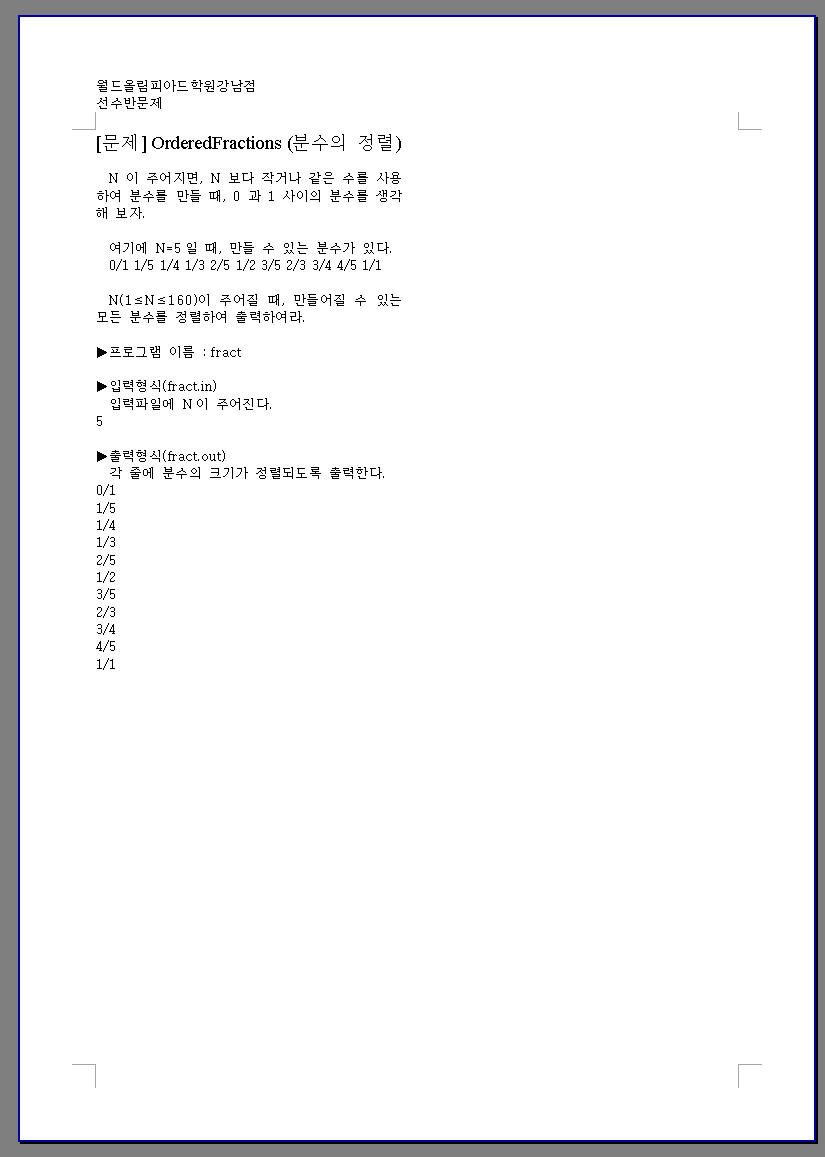 월드올림피아드학원강남점
선수반문제
[문제] OrderedFractions (분수의 정렬)
N 이 주어지면, N 보다 작거나 같은 수를 사용
하여 분수를 만들 때, 0 과 1 사이의 분수를 생각
해 보자.
여기에 N=5 일 때, 만들 수 있는 분수가 있다.
0/1 1/5 1/4 1/3 2/5 1/2 3/5 2/3 3/4 4/5 1/1
N(1≤N≤160)이 주어질 때, 만들어질 수 있는
모든 분수를 정렬하여 출력하여라.
▶프로그램 이름 : fract
▶입력형식(fract.in)
입력파일에 N 이 주어진다.
5
▶출력형식(fract.out)
각 줄에 분수의 크기가 정렬되도록 출력한다.
0/1
1/5
1/4
1/3
2/5
1/2
3/5
2/3
3/4
4/5
1/1